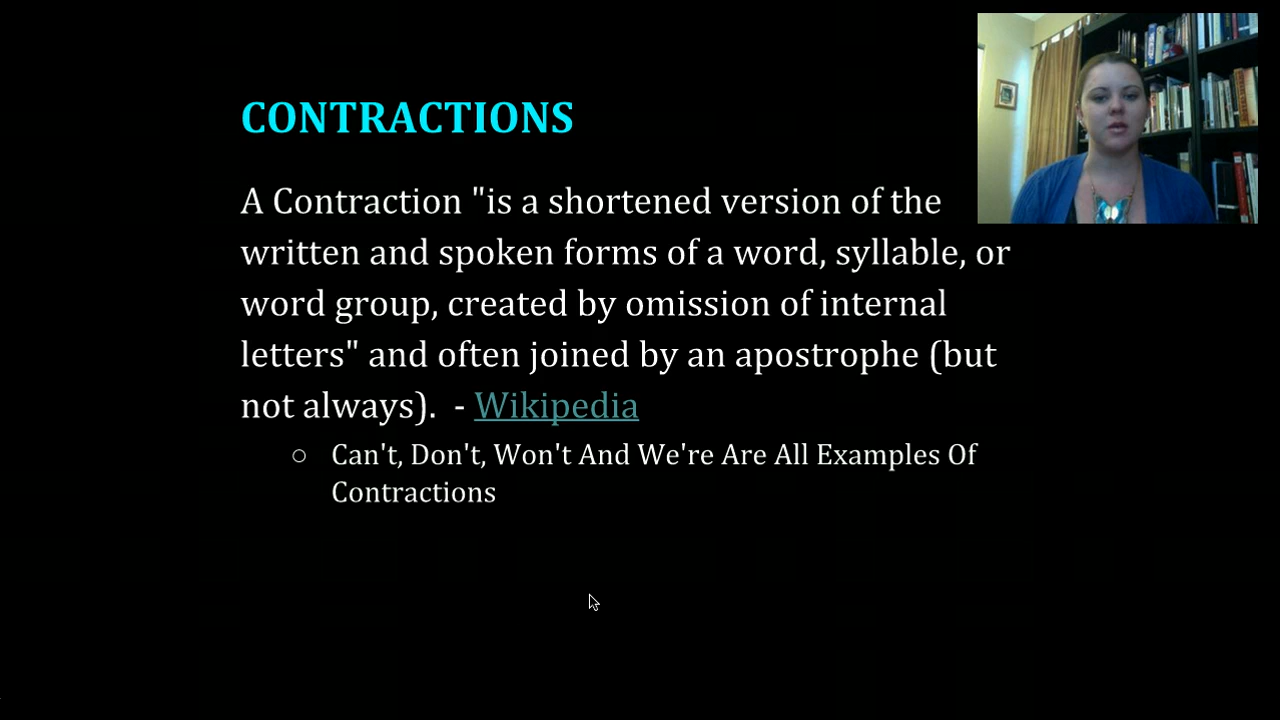 CONTRACTIONS
A Contraction "is a shortened version of the
written and spoken forms of a word, syllable, or
word group, created by omission of internal
letters" and often joined by an apostrophe (but
not always).  - Wikipedia
○ Can't, Don't, Won't And We're Are All Examples Of
Contractions